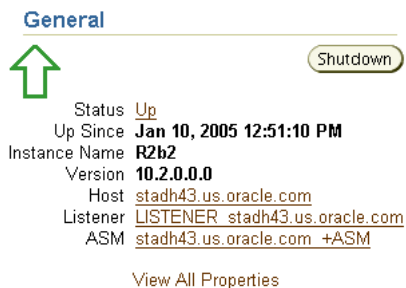 General
Shutdown
Status Up
Up Since Jan 10, 2005 12:51:10 PM
Instance Name R2b2
Version 10.2.0.0.0
Host stadh43.us.oracle.com
Listener LISTENER_stadh43.us.oracle.com
ASM stadh43.us.oracle.com_+ASM
View All Properties